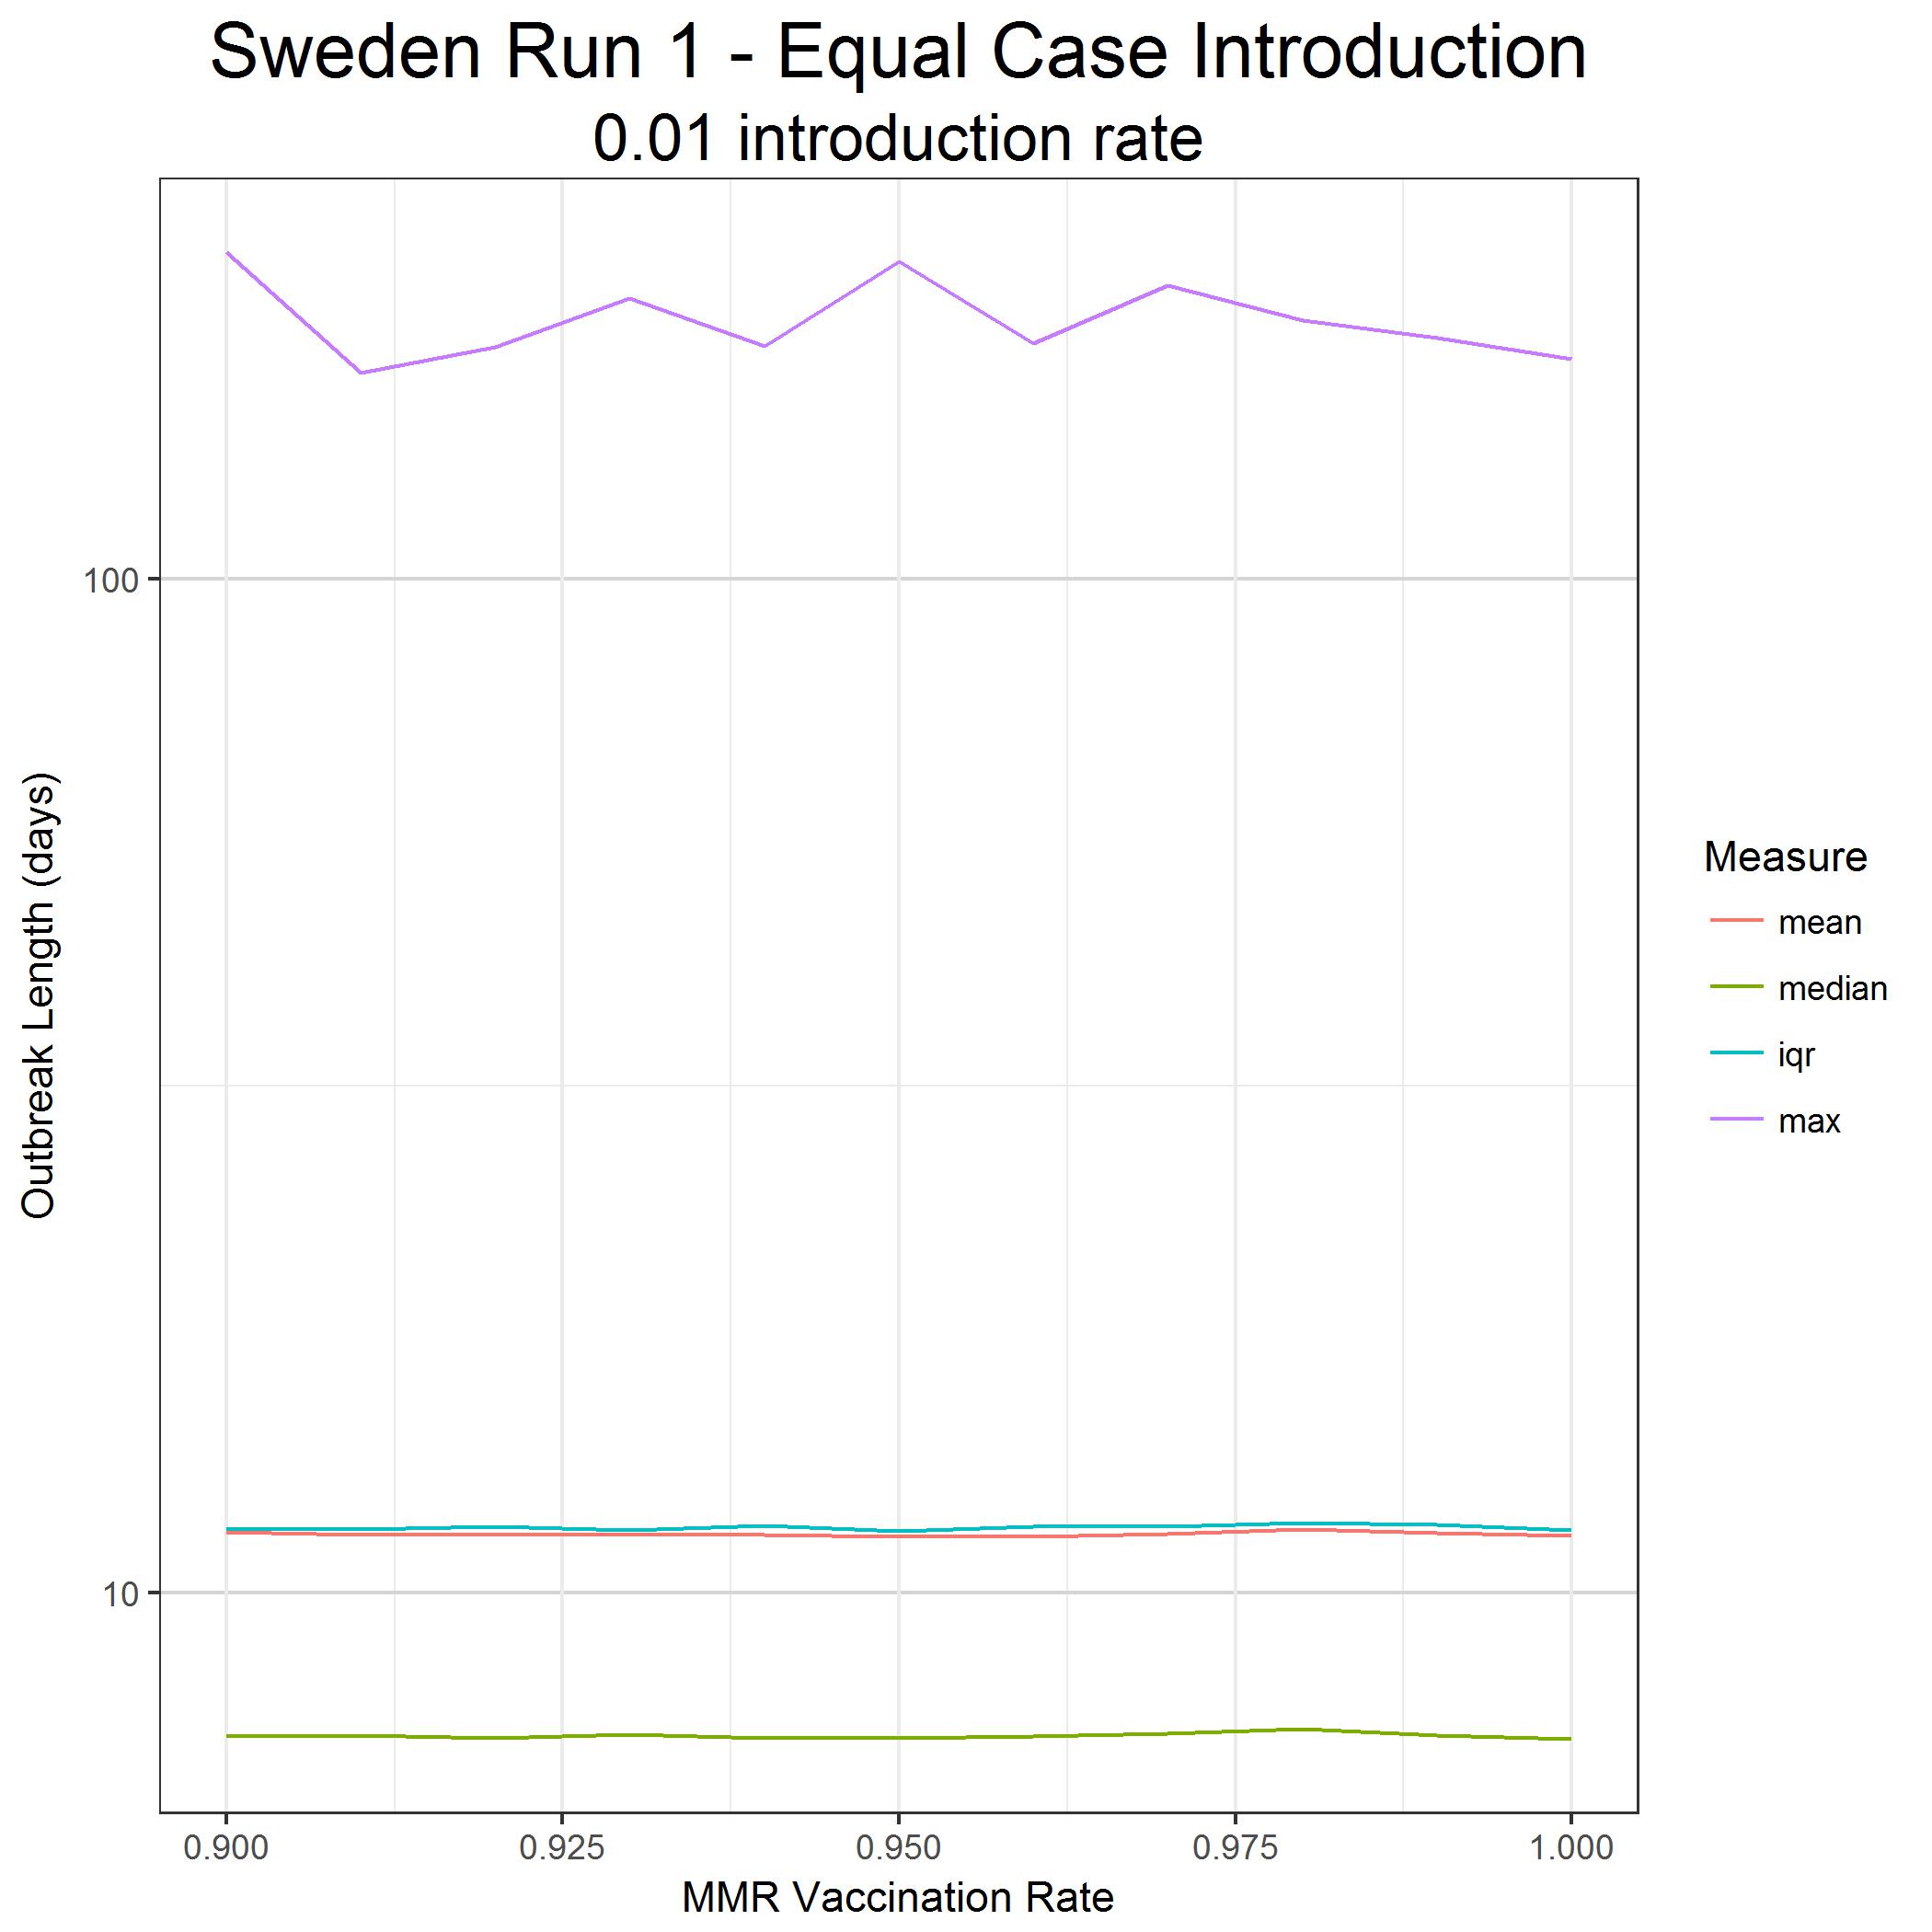 Sweden Run 1 - Equal Case Introduction
0.01 introduction rate
Outbreak Length (days)
100
10
0.900
0.925
0.950
0.975
1.000
MMR Vaccination Rate
Measure
mean
median
iqr
max